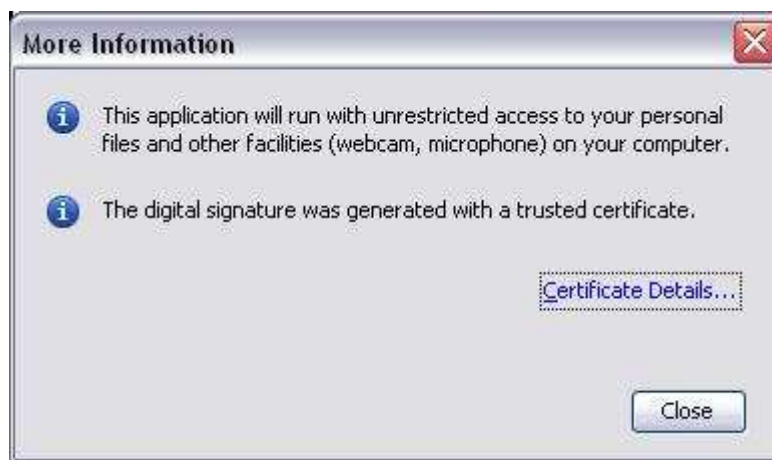 More Information
This application will run with unrestricted access to your personal
files and other facilities (webcam, microphone) on your computer.
The digital signature was generated with a trusted certificate.
Certificate Details...
Close